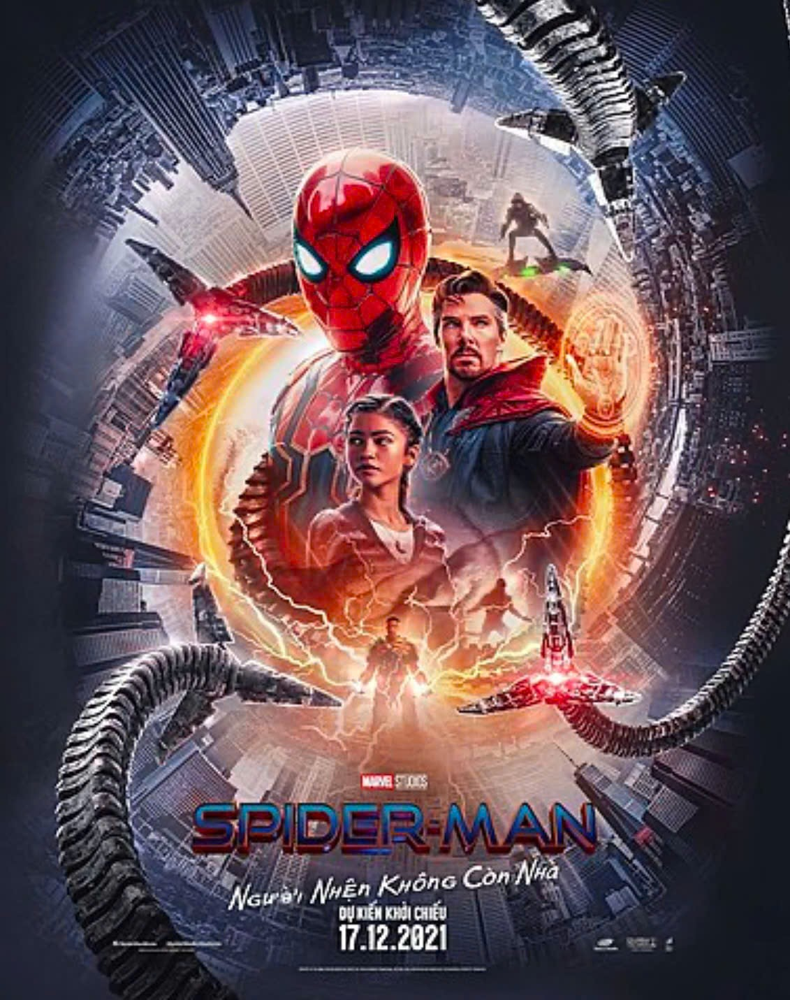 MARVEL STUDIOS
SPIDER-MAN
NGƯỜI NHỆN KHÔNG CÒN NHÀ
DỰ KIẾN KHỞI CHIẾU
17.12.2021